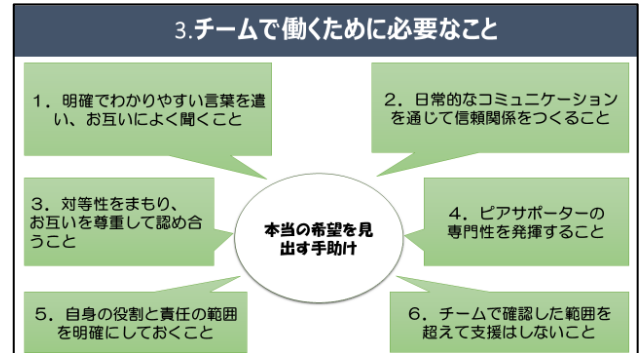 3.チームで働くために必要なこと
1．明確でわかりやすい言葉を遣
い、お互いによく聞くこと
2．日常的なコミュニケーション
を通じて信頼関係をつくること
3．対等性をまもり、
お互いを尊重して認め合
うこと
本当の希望を見
出す手助け
4．ピアサポーターの
専門性を発揮すること
5．自身の役割と責任の範囲
を明確にしておくこと
6．チームで確認した範囲を
超えて支援はしないこと